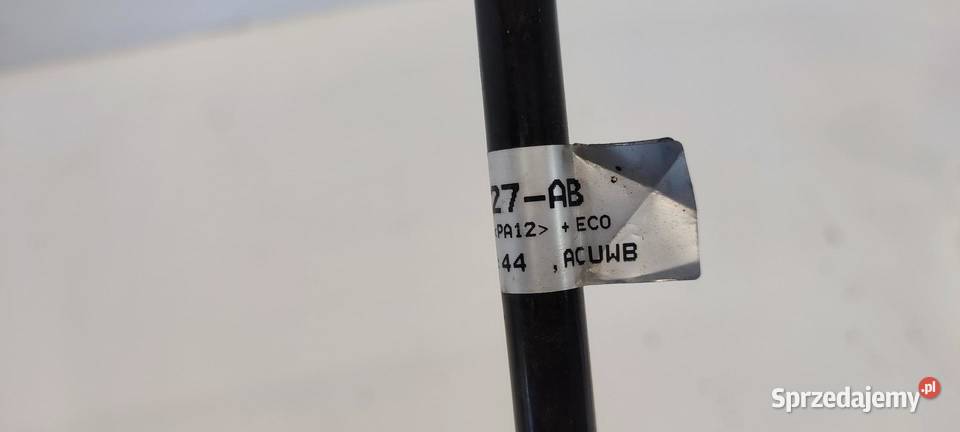 27-AB
<PA12> +ECO
44 ,ACUWB
Sprzedajemy.pl